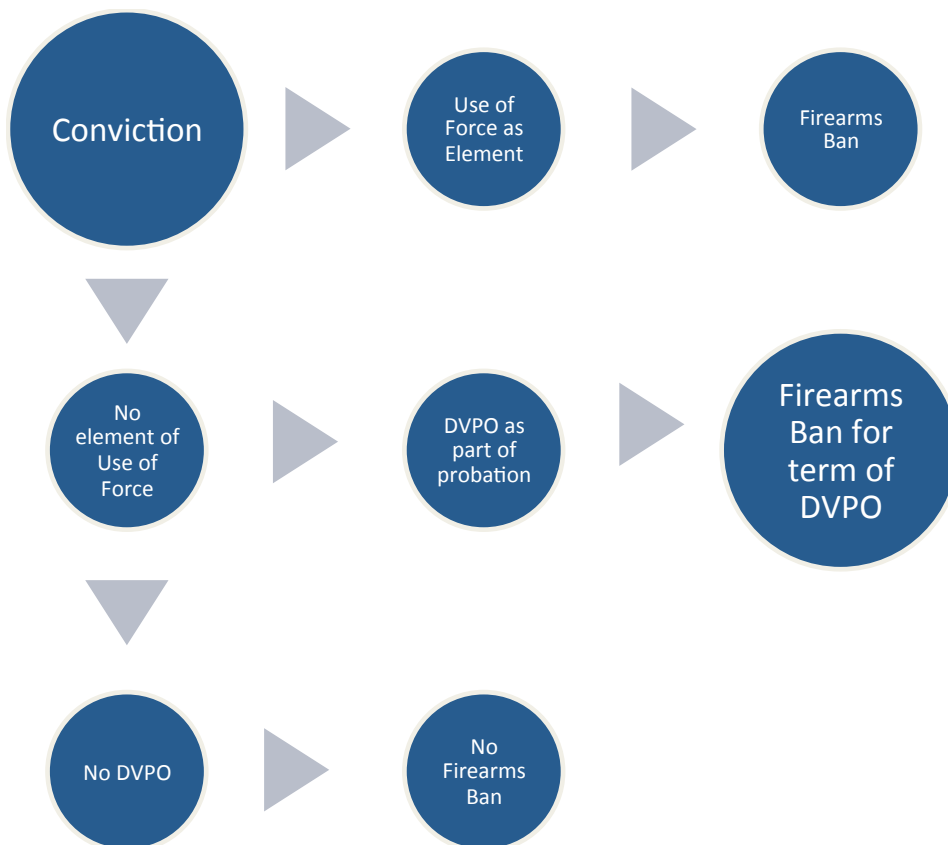 Conviction
Use of
Force as
Element
Firearms
Ban
No
element of
Use of
Force
DVPO as
part of
probation
Firearms
Ban for
term of
DVPO
No DVPO
No
Firearms
Ban